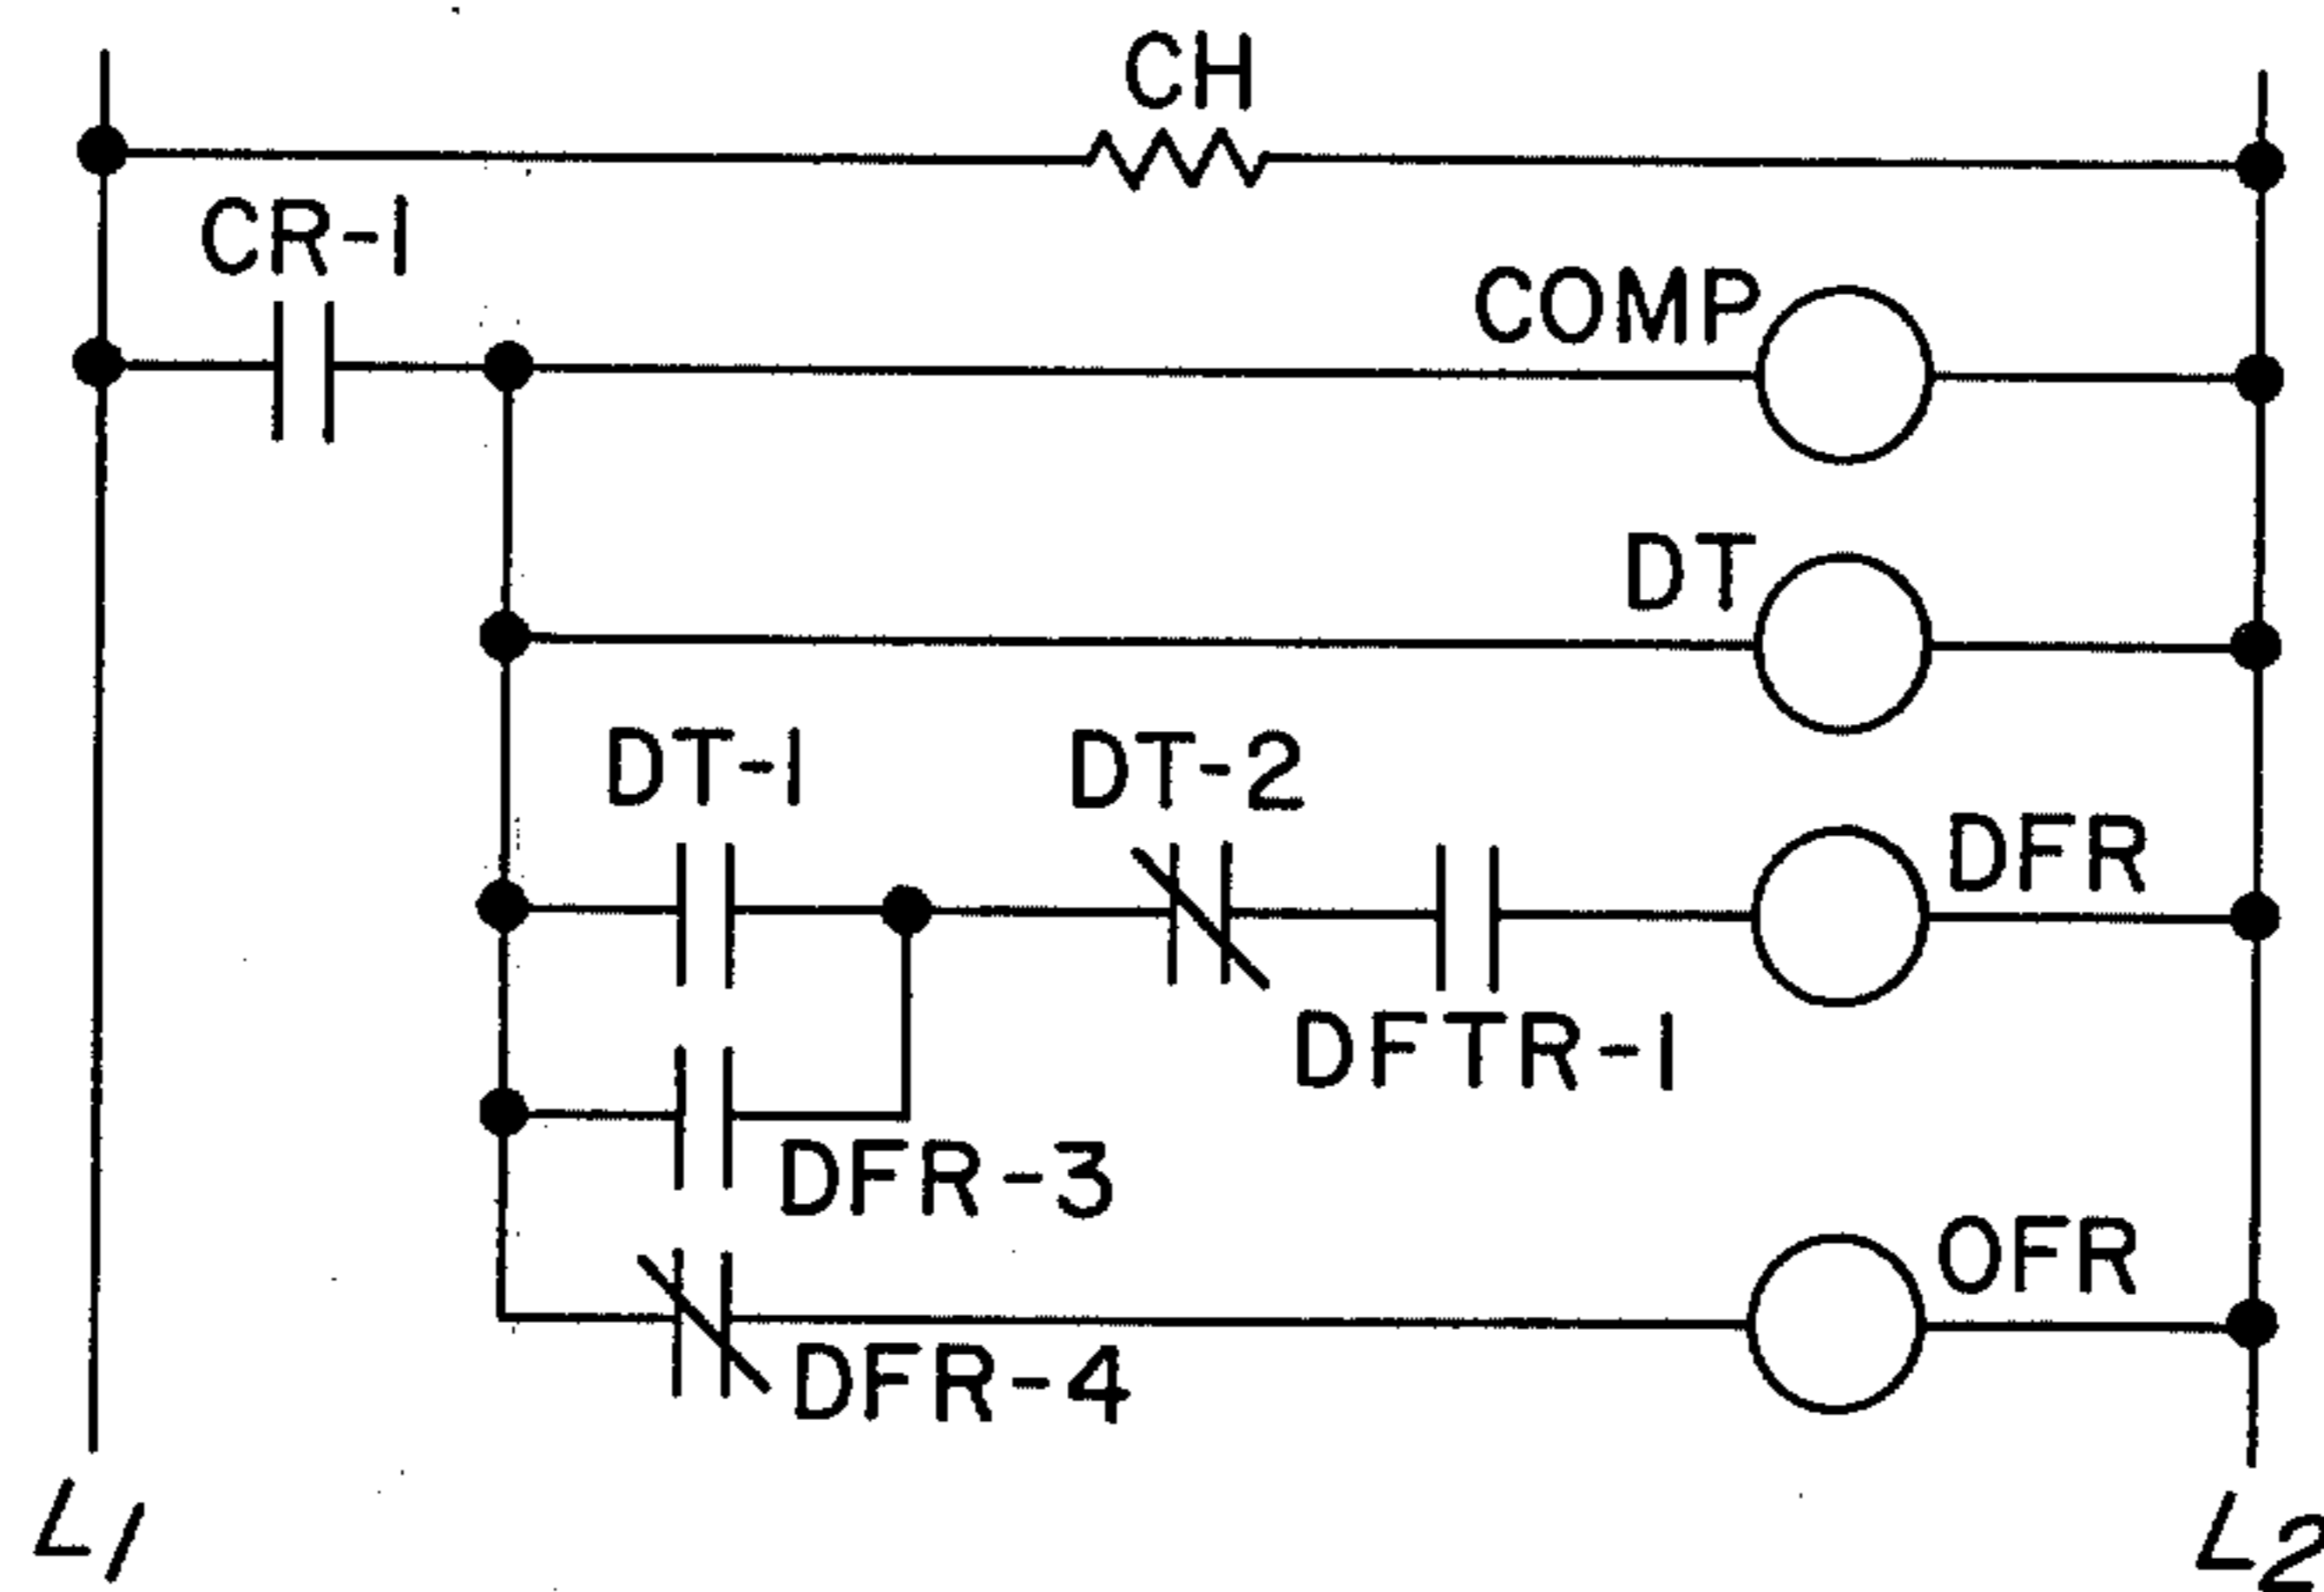 CH
CR-1
COMP
DT
DT-1
DT-2
DFR
DFTR-1
DFR-3
OFR
DFR-4
L1
L2